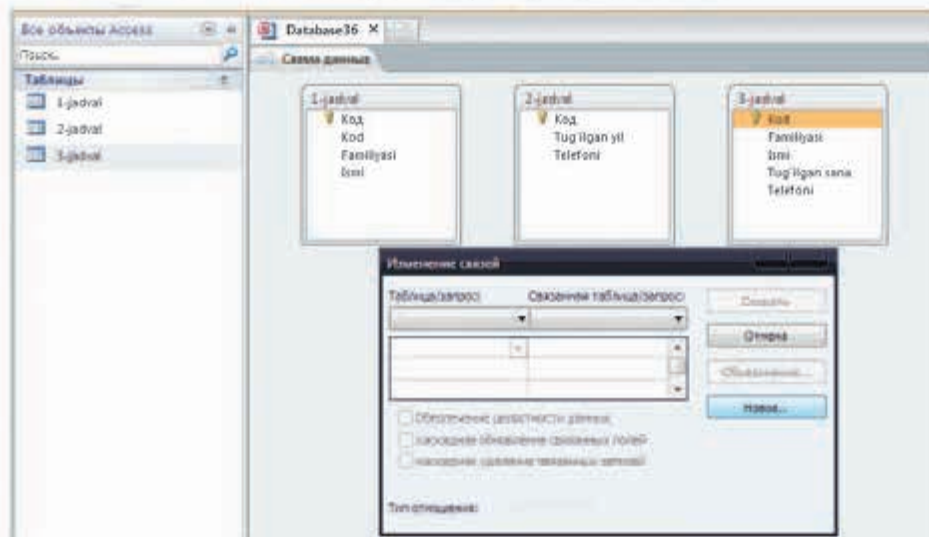 Все объекты Access
Поиск...
Таблицы
1-jadval
2-jadval
3-jadval
Database36
Схема данных
1-jadval
Код
Kod
Familiyasi
Ismi
2-jadval
Код
Tug'ilgan yil
Telefoni
3-jadval
Kod
Familiyasi
Ismi
Tug'ilgan sana
Telefoni
Изменение связей
Таблица/запрос: Связанная таблица/запрос:
Создать
Отмена
Объединение...
Новое...
Обеспечение целостности данных
каскадное обновление связанных полей
каскадное удаление связанных записей
Тип отношения: